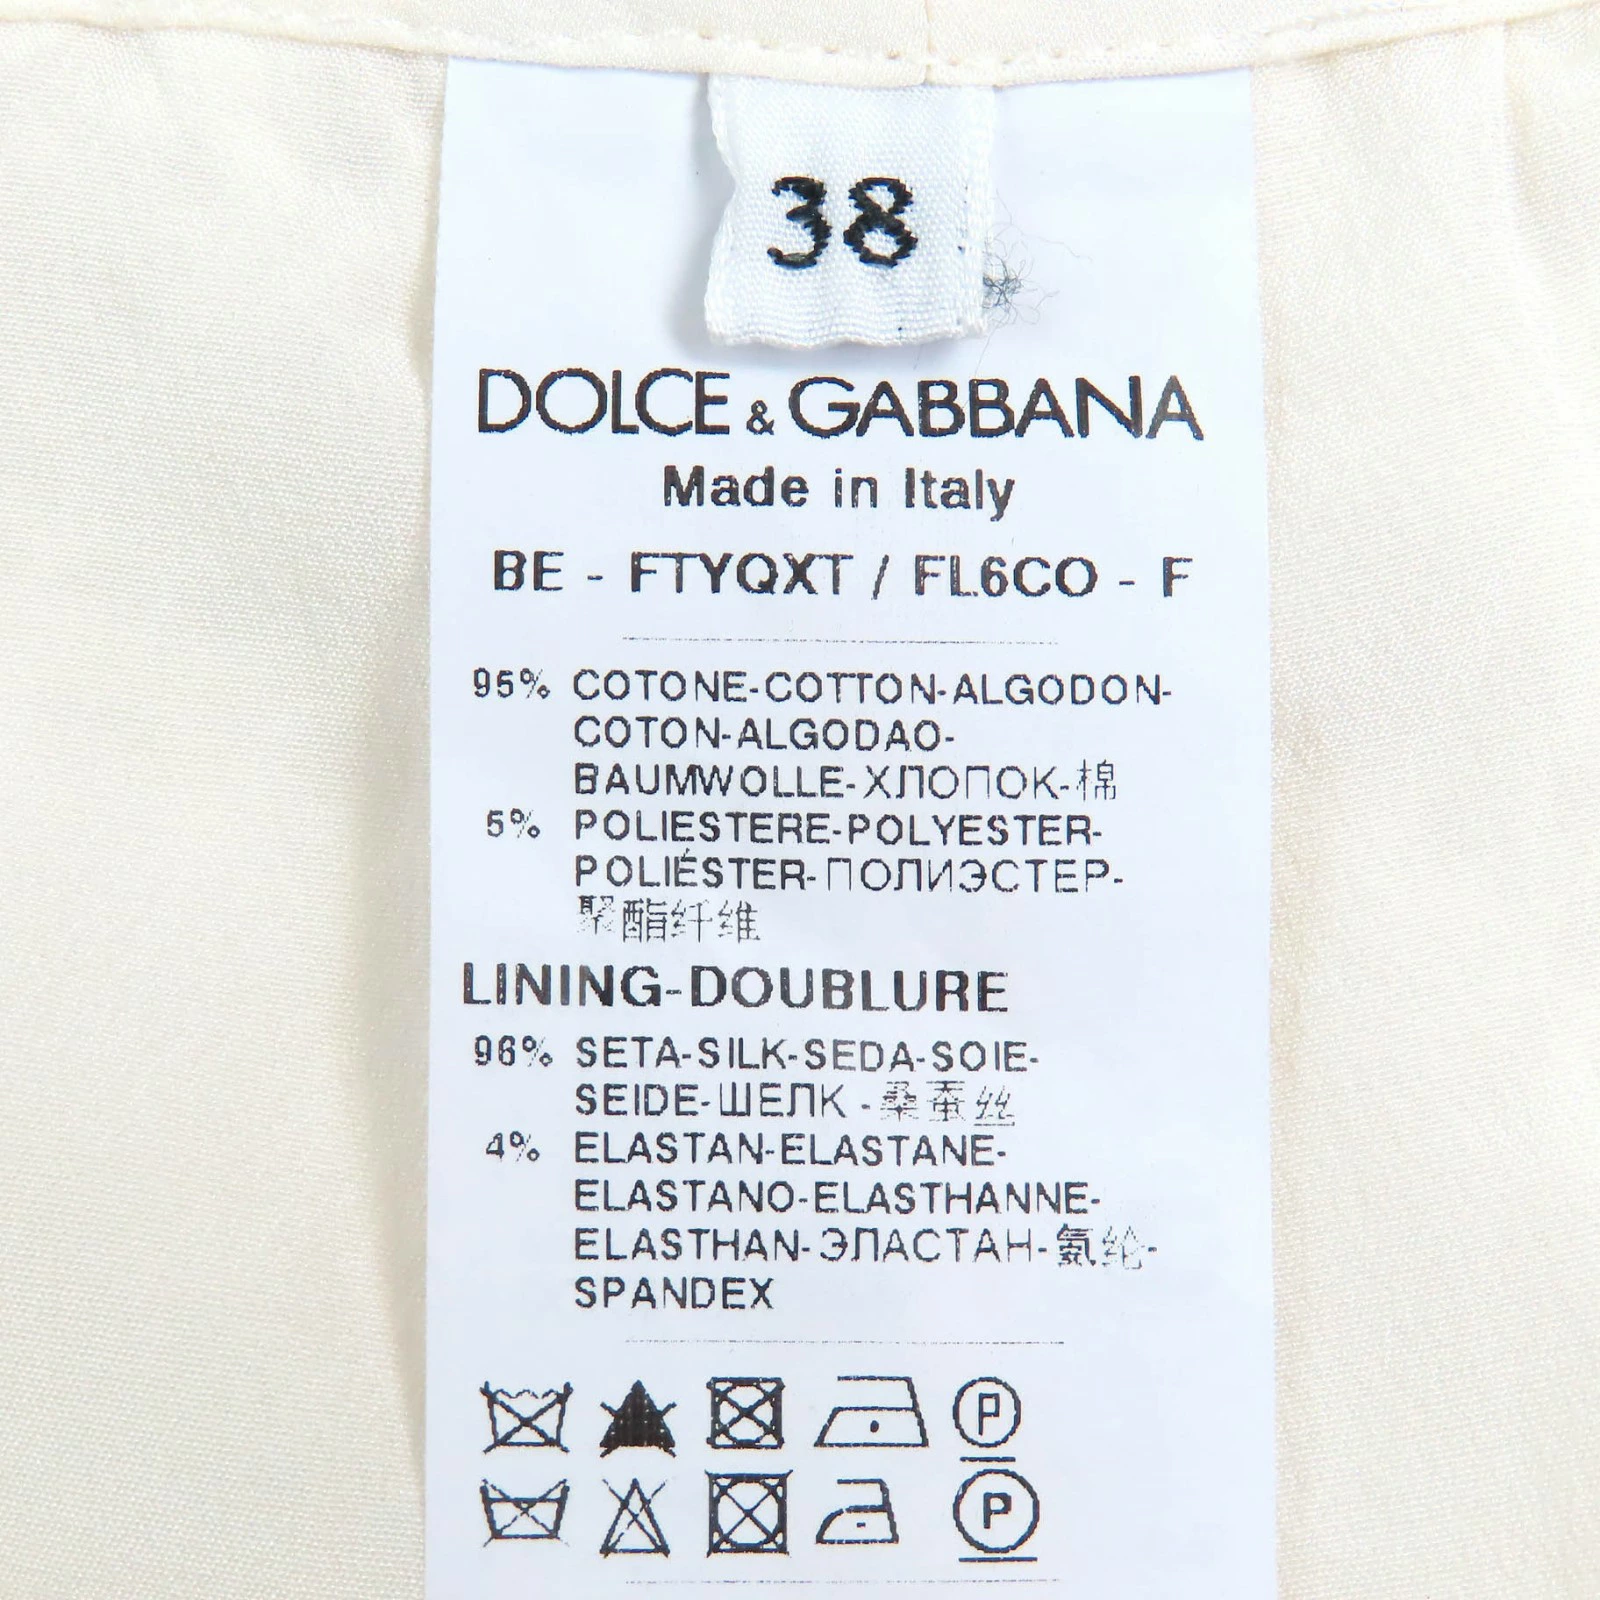 38
DOLCE & GABBANA
Made in Italy
BE - FTYQXT / FL6CO - F
95% COTONE-COTTON-ALGODON-
COTON-ALGODAO-
BAUMWOLLE-ХЛОПОК-棉
5% POLIESTERE-POLYESTER-
POLIÉSTER-ПОЛИЭСТЕР-
聚酯纤维
LINING-DOUBLURE
96% SETA-SILK-SEDA-SOIE-
SEIDE-ШЕЛК-桑蚕丝
4% ELASTAN-ELASTANE-
ELASTANO-ELASTHANNE-
ELASTHAN-ЭЛАСТАН-氨纶-
SPANDEX
P
P